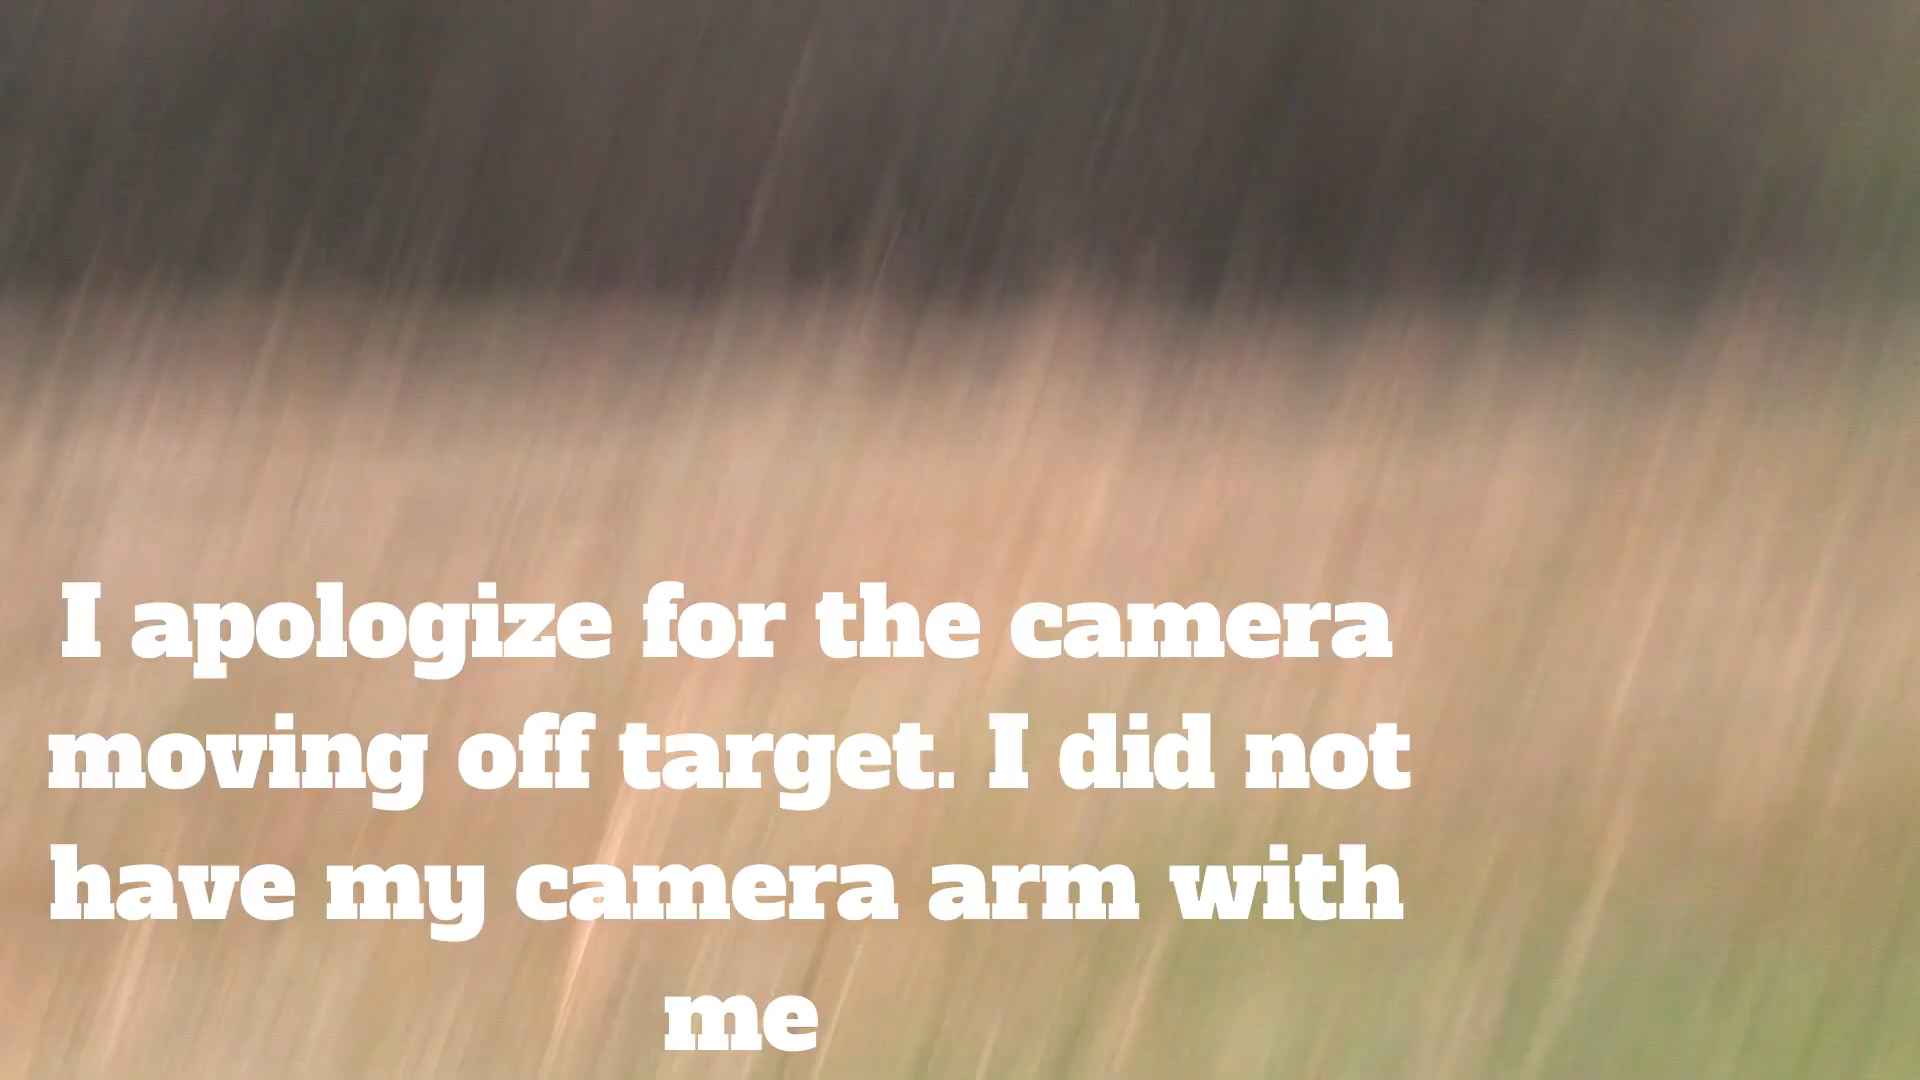 I apologize for the camera
moving off target. I did not
have my camera arm with
me